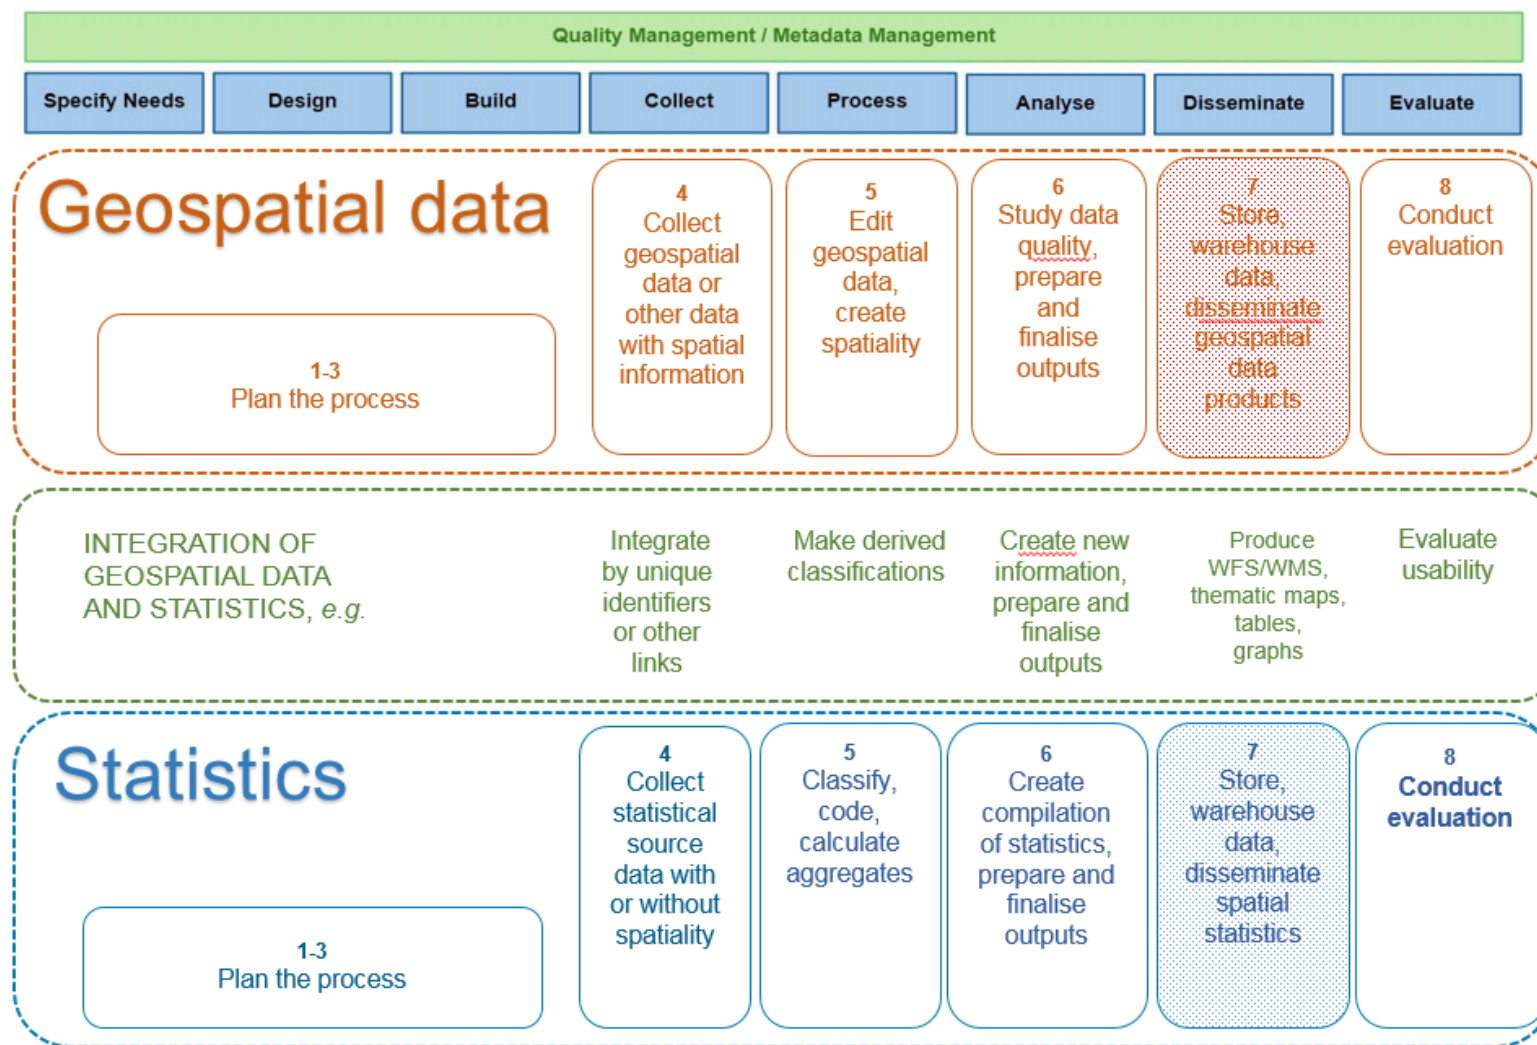 Quality Management / Metadata Management
Specify Needs
Design
Build
Collect
Process
Analyse
Disseminate
Evaluate
Geospatial data
1-3
Plan the process
4
Collect
geospatial
data or
other data
with spatial
information
5
Edit
geospatial
data,
create
spatiality
6
Study data
quality,
prepare
and
finalise
outputs
7
Store,
warehouse
data,
disseminate
geospatial
data
products
8
Conduct
evaluation
INTEGRATION OF
GEOSPATIAL DATA
AND STATISTICS, e.g.
Integrate
by unique
identifiers
or other
links
Make derived
classifications
Create new
information,
prepare and
finalise
outputs
Produce
WFS/WMS,
thematic maps,
tables,
graphs
Evaluate
usability
Statistics
1-3
Plan the process
4
Collect
statistical
source
data with
or without
spatiality
5
Classify,
code,
calculate
aggregates
6
Create
compilation
of statistics,
prepare and
finalise
outputs
7
Store,
warehouse
data,
disseminate
spatial
statistics
8
Conduct
evaluation